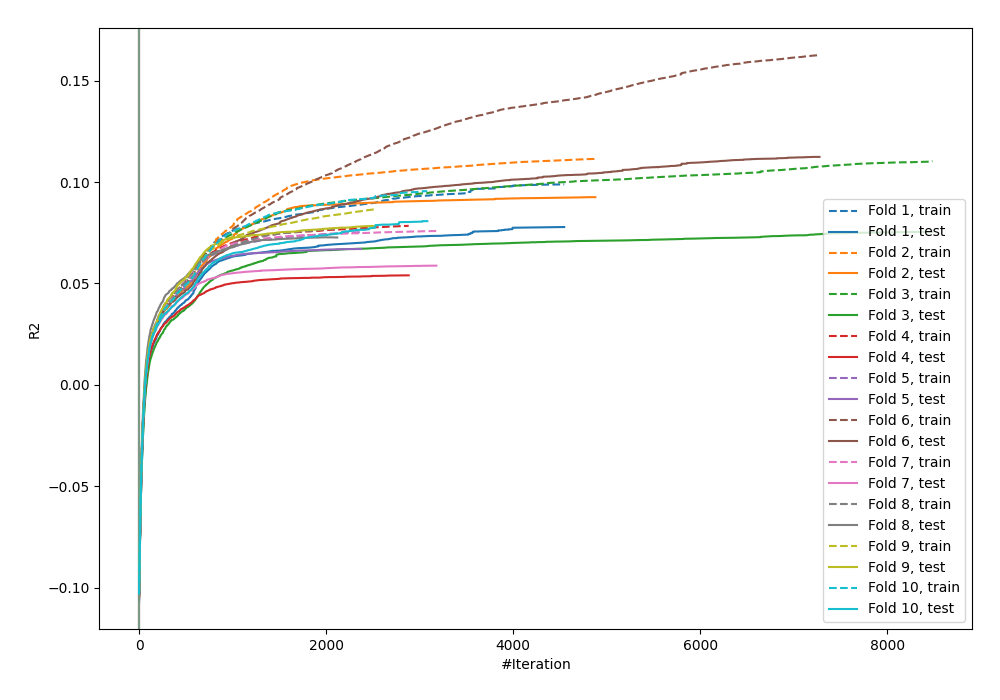 0.15
0.10
0.05
0.00
−0.05
−0.10
R2
0
2000
4000
6000
8000
#Iteration
Fold 1, train
Fold 1, test
Fold 2, train
Fold 2, test
Fold 3, train
Fold 3, test
Fold 4, train
Fold 4, test
Fold 5, train
Fold 5, test
Fold 6, train
Fold 6, test
Fold 7, train
Fold 7, test
Fold 8, train
Fold 8, test
Fold 9, train
Fold 9, test
Fold 10, train
Fold 10, test